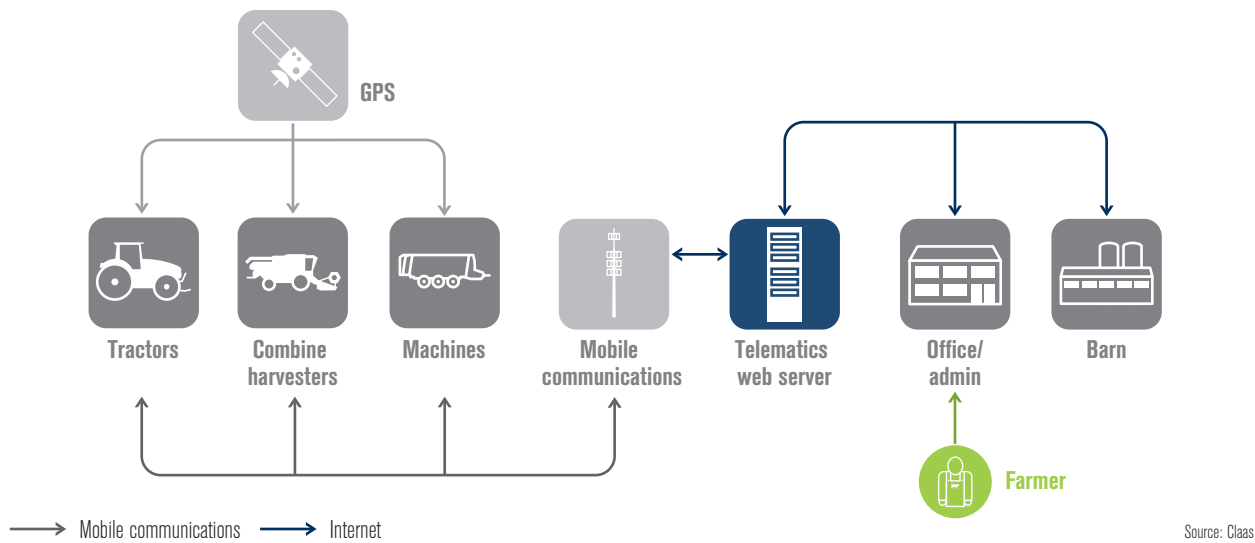 GPS
Tractors
Combine
harvesters
Machines
Mobile
communications
Telematics
web server
Office/
admin
Barn
Farmer
Mobile communications
Internet
Source: Claas